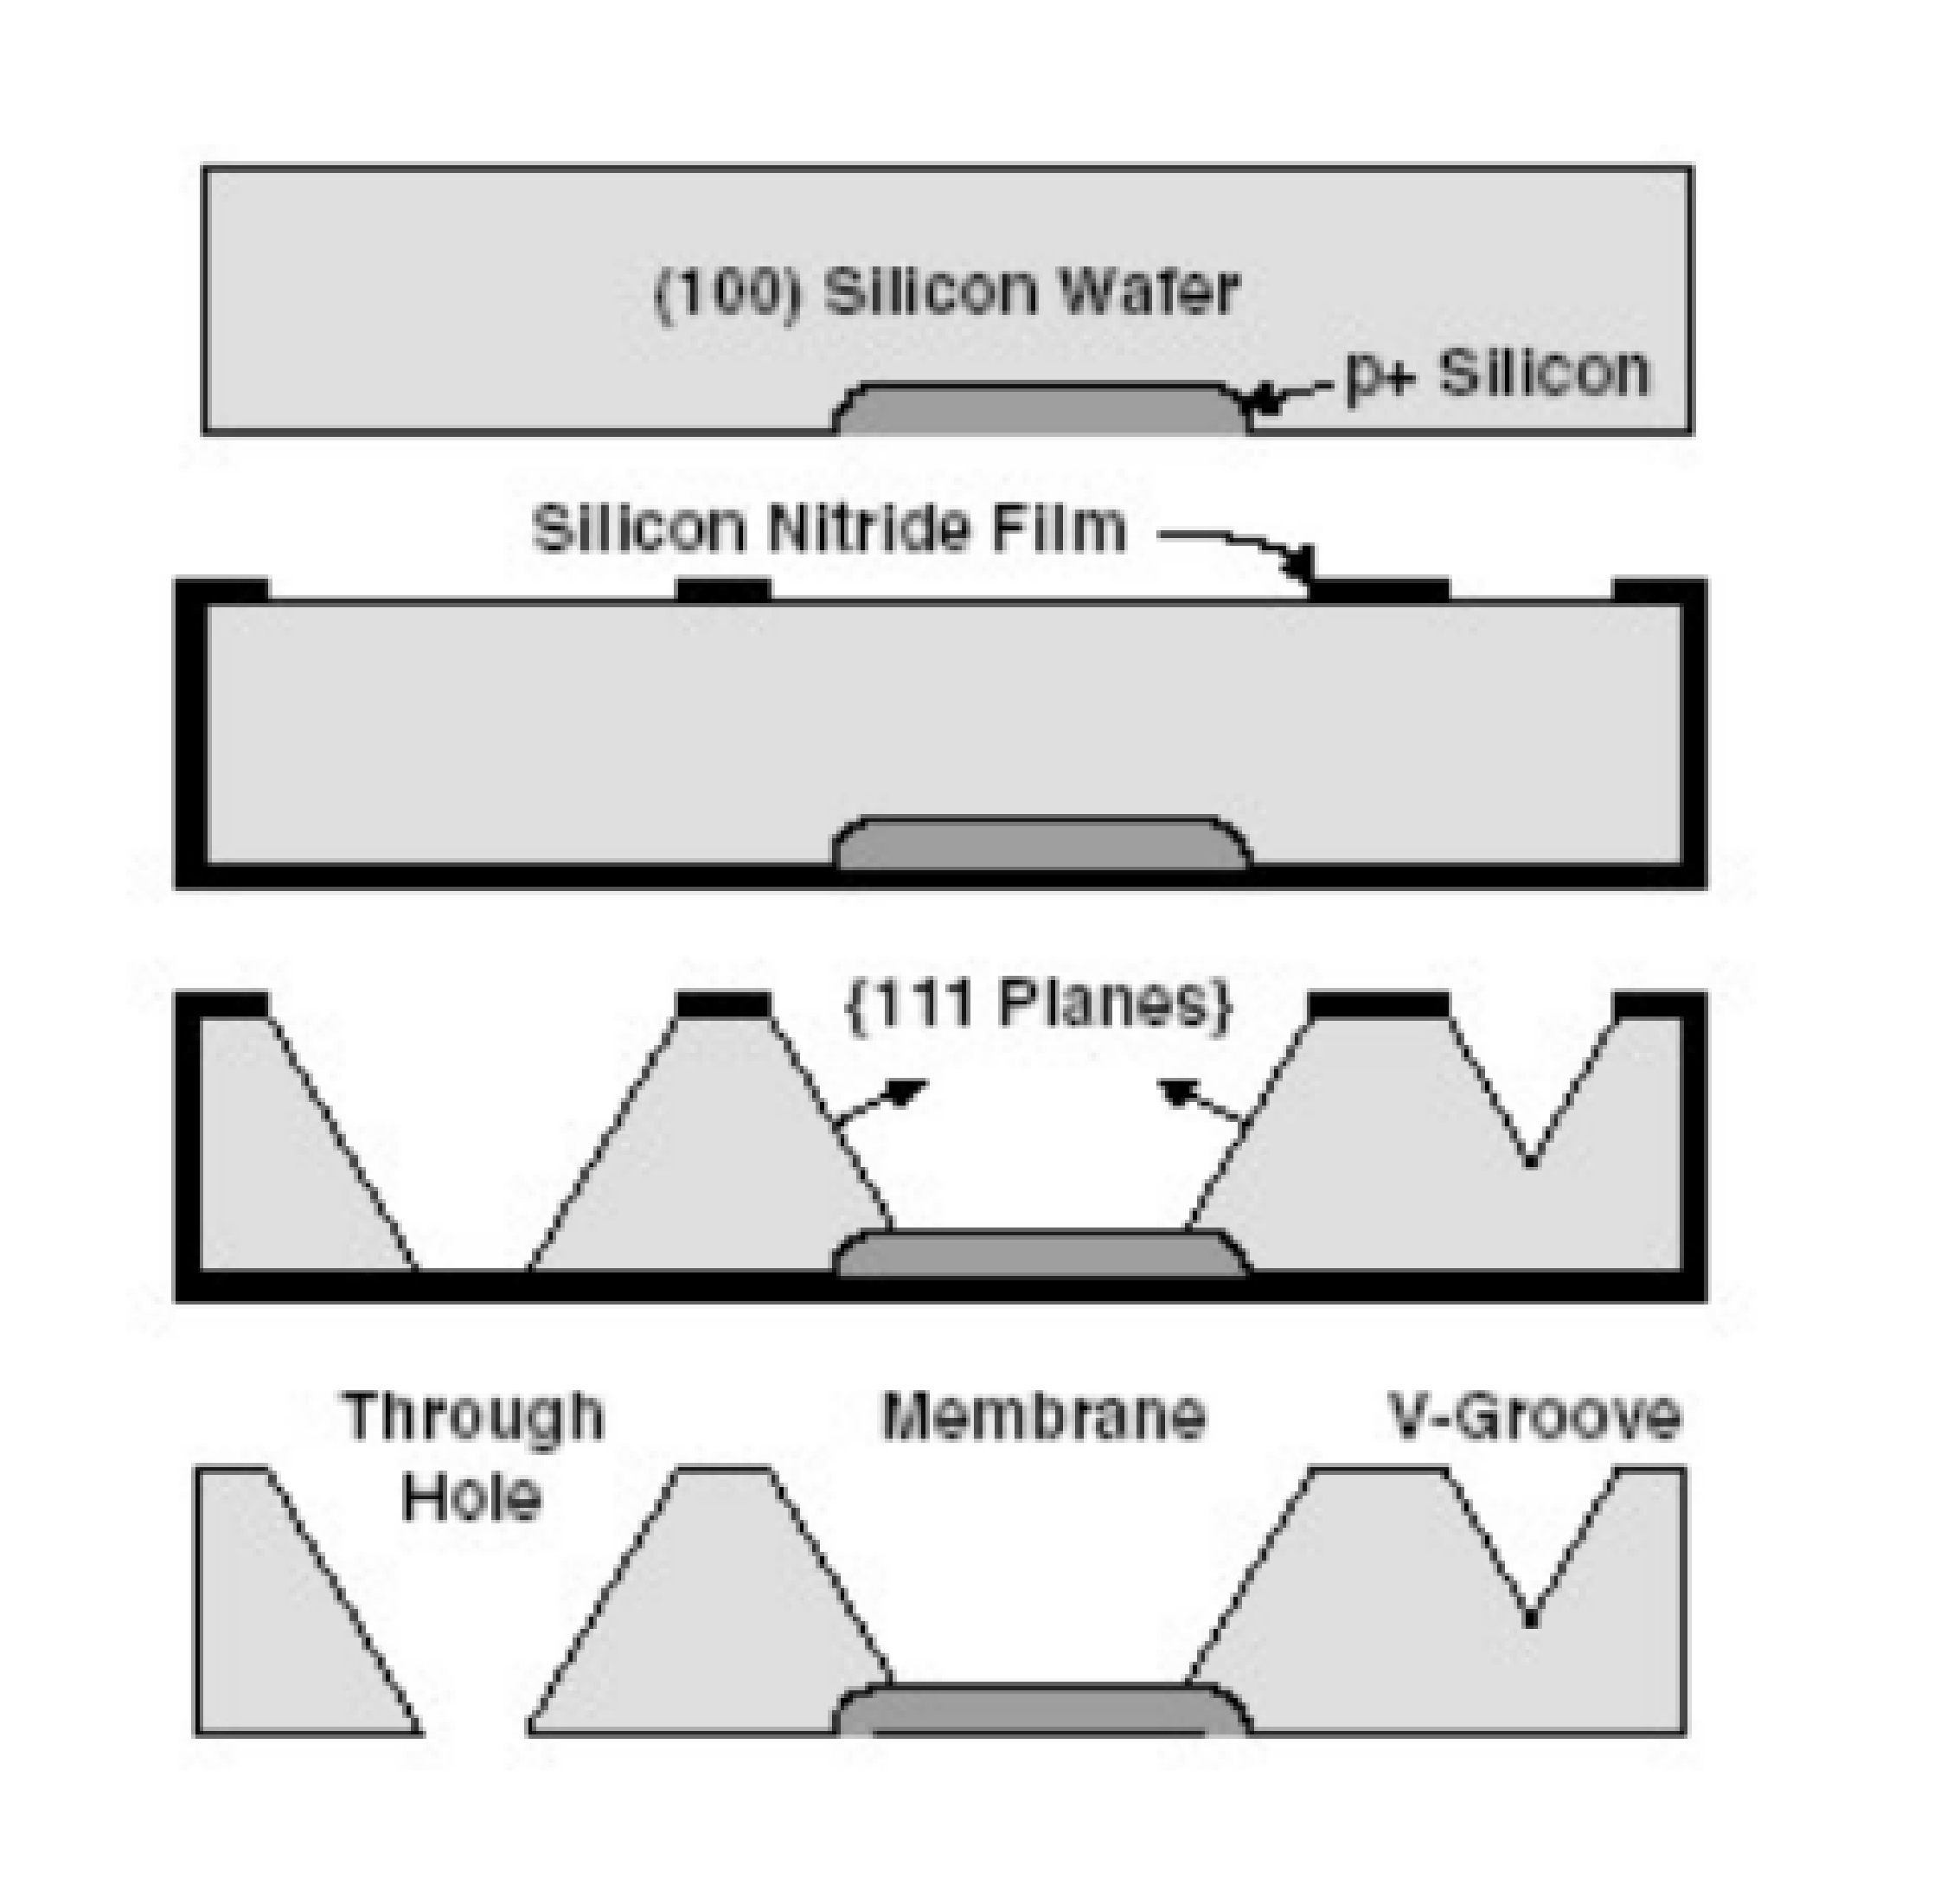 (100) Silicon Wafer
p+ Silicon
Silicon Nitride Film
{111 Planes}
Through
Hole
Membrane
V-Groove